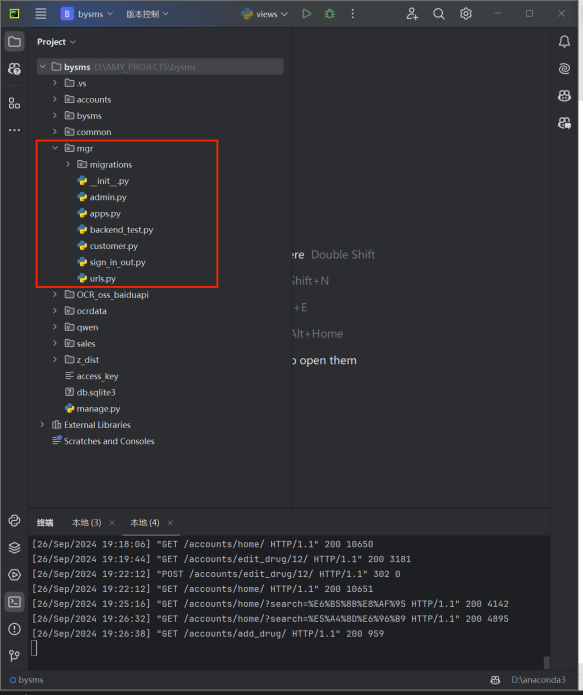 B bysms 版本控制 views
Project
bysms D:\AMY_PROJECTS\bysms
.vs
accounts
bysms
common
mgr
migrations
__init__.py
admin.py
apps.py
backend_test.py
customer.py
sign_in_out.py
urls.py
OCR_oss_baiduapi
ocrdata
qwen
sales
z_dist
access_key
db.sqlite3
manage.py
External Libraries
Scratches and Consoles
ere Double Shift
Shift+N
+E
Alt+Home
o open them
终端 本地 (3) × 本地 (4) ×
[26/Sep/2024 19:18:06] "GET /accounts/home/ HTTP/1.1" 200 10650
[26/Sep/2024 19:19:44] "GET /accounts/edit_drug/12/ HTTP/1.1" 200 3181
[26/Sep/2024 19:22:12] "POST /accounts/edit_drug/12/ HTTP/1.1" 302 0
[26/Sep/2024 19:22:12] "GET /accounts/home/ HTTP/1.1" 200 10651
[26/Sep/2024 19:25:16] "GET /accounts/home/?search=%E6%B5%8B%E8%AF%95 HTTP/1.1" 200 4142
[26/Sep/2024 19:26:32] "GET /accounts/home/?search=%E5%A4%8D%E6%96%B9 HTTP/1.1" 200 4895
[26/Sep/2024 19:26:38] "GET /accounts/add_drug/ HTTP/1.1" 200 959
bysms D:\anaconda3